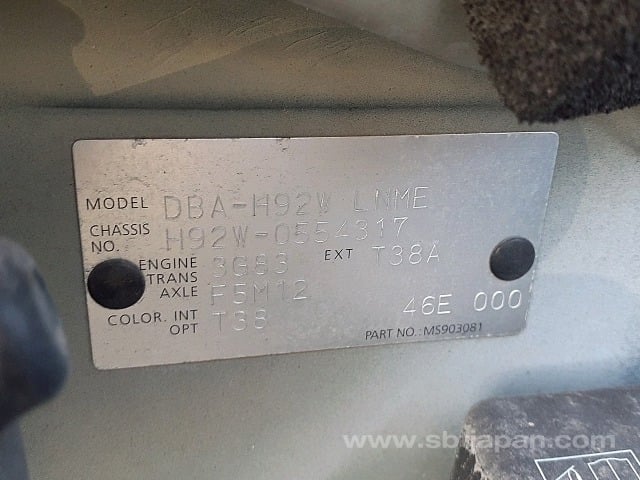 MODEL DBA-H92W LNME
CHASSIS NO. H92W-0554317
ENGINE 3G83 EXT T38A
TRANS AXLE F5M12
COLOR. INT OPT T38 46E 000
PART NO.: MS903081
www.sbijapan.com